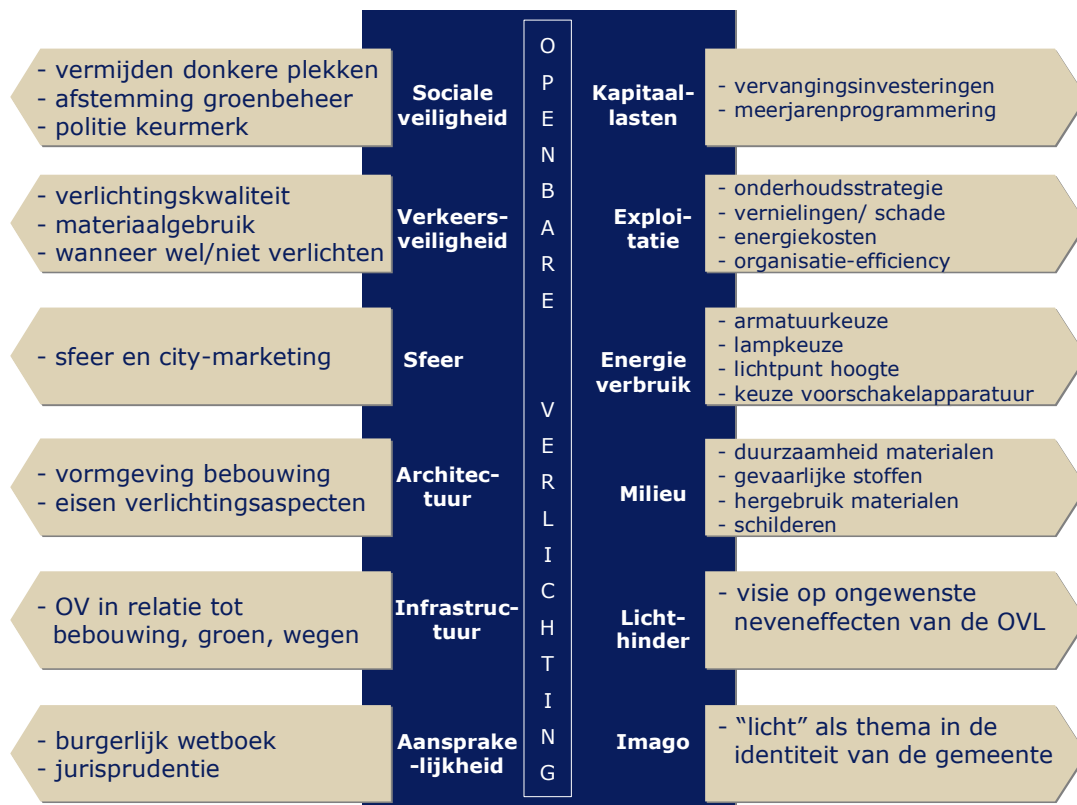 - vermijden donkere plekken
- afstemming groenbeheer
- politie keurmerk
Sociale
veiligheid
- verlichtingskwaliteit
- materiaalgebruik
- wanneer wel/niet verlichten
Verkeers-
veiligheid
- sfeer en city-marketing
Sfeer
- vormgeving bebouwing
- eisen verlichtingsaspecten
Architec-
tuur
- OV in relatie tot
bebouwing, groen, wegen
Infrastruc-
tuur
- burgerlijk wetboek
- jurisprudentie
Aansprake
-lijkheid
OPENBARE VERLICHTING
Kapitaal-
lasten
- vervangingsinvesteringen
- meerjarenprogrammering
Exploi-
tatie
- onderhoudsstrategie
- vernielingen/ schade
- energiekosten
- organisatie-efficiency
Energie
verbruik
- armatuurkeuze
- lampkeuze
- lichtpunt hoogte
- keuze voorschakelapparatuur
Milieu
- duurzaamheid materialen
- gevaarlijke stoffen
- hergebruik materialen
- schilderen
Licht-
hinder
- visie op ongewenste
neveneffecten van de OVL
Imago
- “licht” als thema in de
identiteit van de gemeente